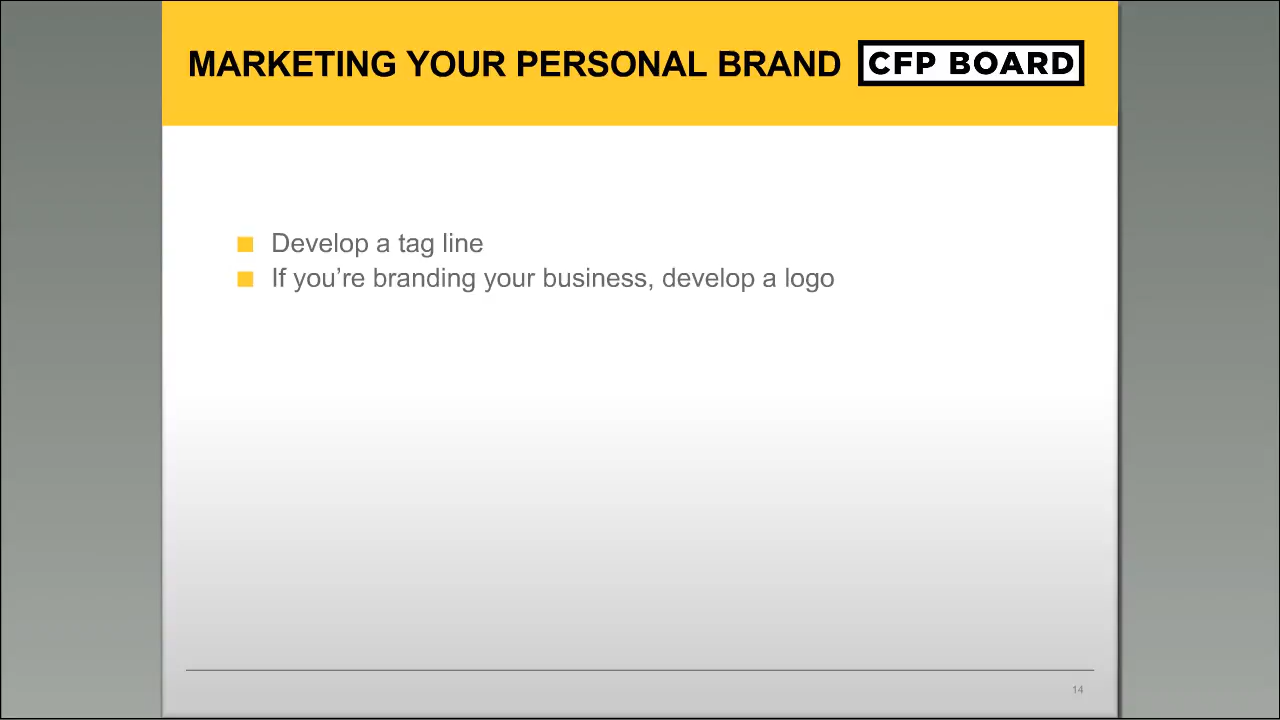 MARKETING YOUR PERSONAL BRAND CFP BOARD
Develop a tag line
If you’re branding your business, develop a logo
14